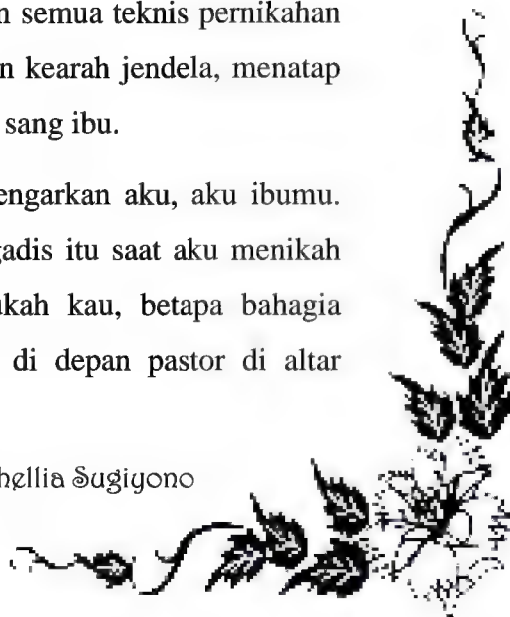 n semua teknis pernikahan
n kearah jendela, menatap
sang ibu.
engarkan aku, aku ibumu.
gadis itu saat aku menikah
ukah kau, betapa bahagia
di depan pastor di altar
hellia Sugiyono